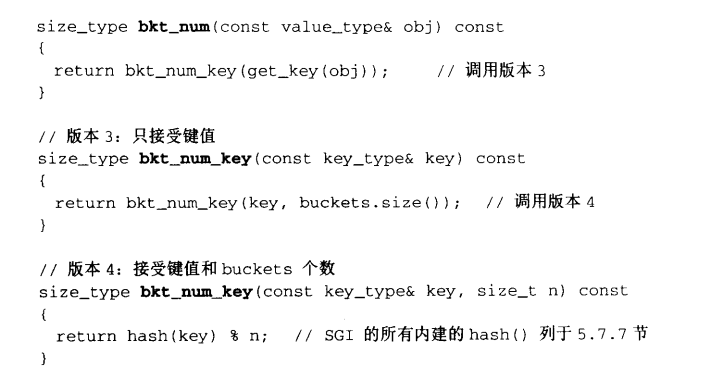 size_type bkt_num(const value_type& obj) const
{
return bkt_num_key(get_key(obj)); // 调用版本 3
}
// 版本 3：只接受键值
size_type bkt_num_key(const key_type& key) const
{
return bkt_num_key(key, buckets.size()); // 调用版本 4
}
// 版本 4：接受键值和 buckets 个数
size_type bkt_num_key(const key_type& key, size_t n) const
{
return hash(key) % n; // SGI 的所有内建的 hash() 列于 5.7.7 节
}